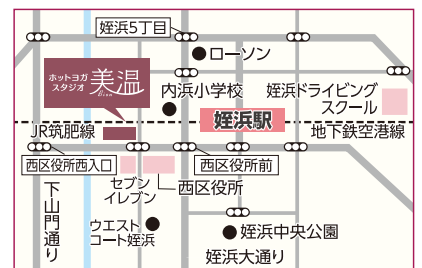 姪浜5丁目
ローソン
ホットヨガ
スタジオ 美温
内浜小学校
姪浜ドライビング
スクール
姪浜駅
JR筑肥線
地下鉄空港線
西区役所西入口
西区役所前
セブン
イレブン
西区役所
下山門通り
ウエスト
コート姪浜
姪浜中央公園
姪浜大通り